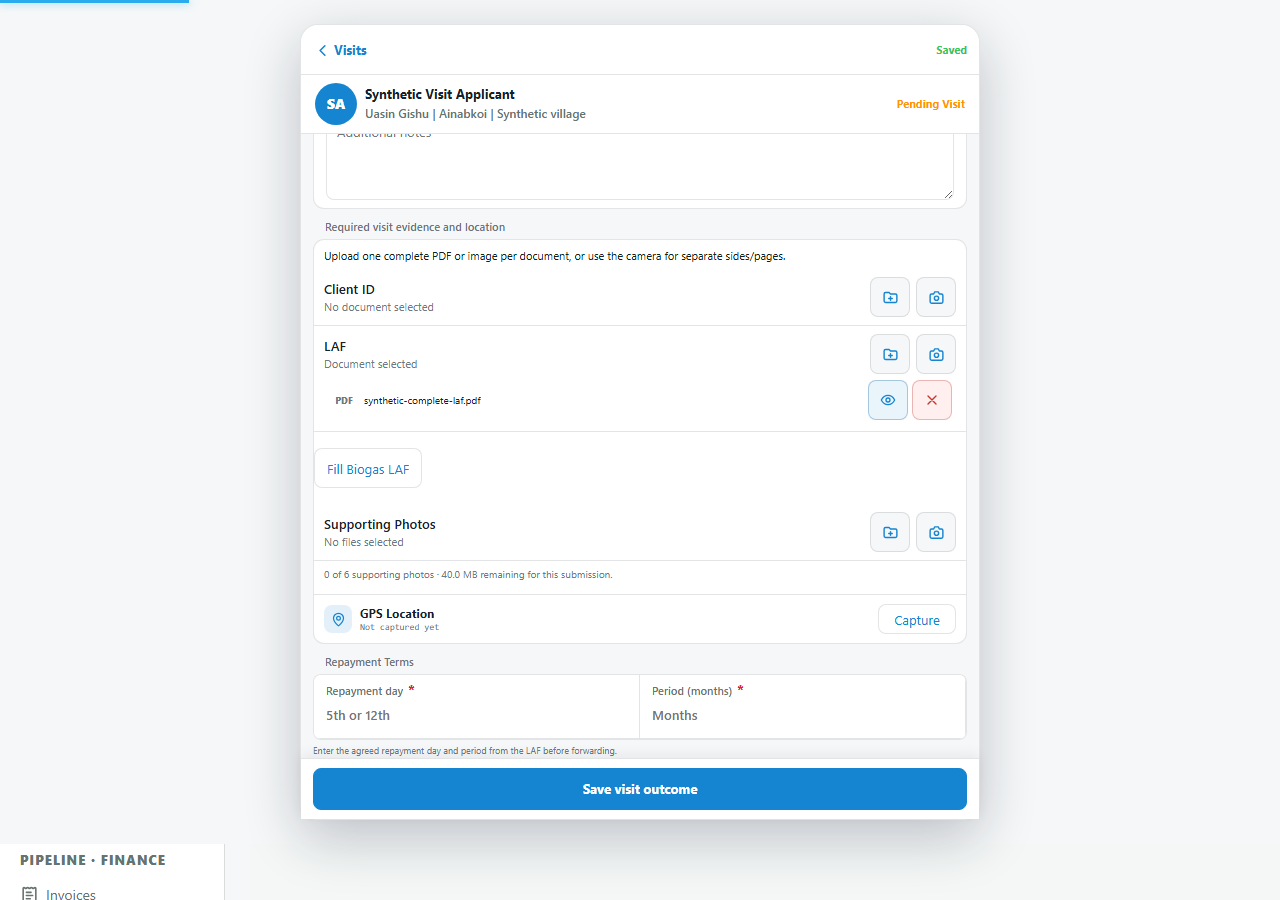 Visits
Saved
SA
Synthetic Visit Applicant
Uasin Gishu | Ainabkoi | Synthetic village
Pending Visit
Additional notes
Required visit evidence and location
Upload one complete PDF or image per document, or use the camera for separate sides/pages.
Client ID
No document selected
LAF
Document selected
PDF synthetic-complete-laf.pdf
Fill Biogas LAF
Supporting Photos
No files selected
0 of 6 supporting photos · 40.0 MB remaining for this submission.
GPS Location
Not captured yet
Capture
Repayment Terms
Repayment day *
5th or 12th
Period (months) *
Months
Enter the agreed repayment day and period from the LAF before forwarding.
Save visit outcome
PIPELINE · FINANCE
Invoices